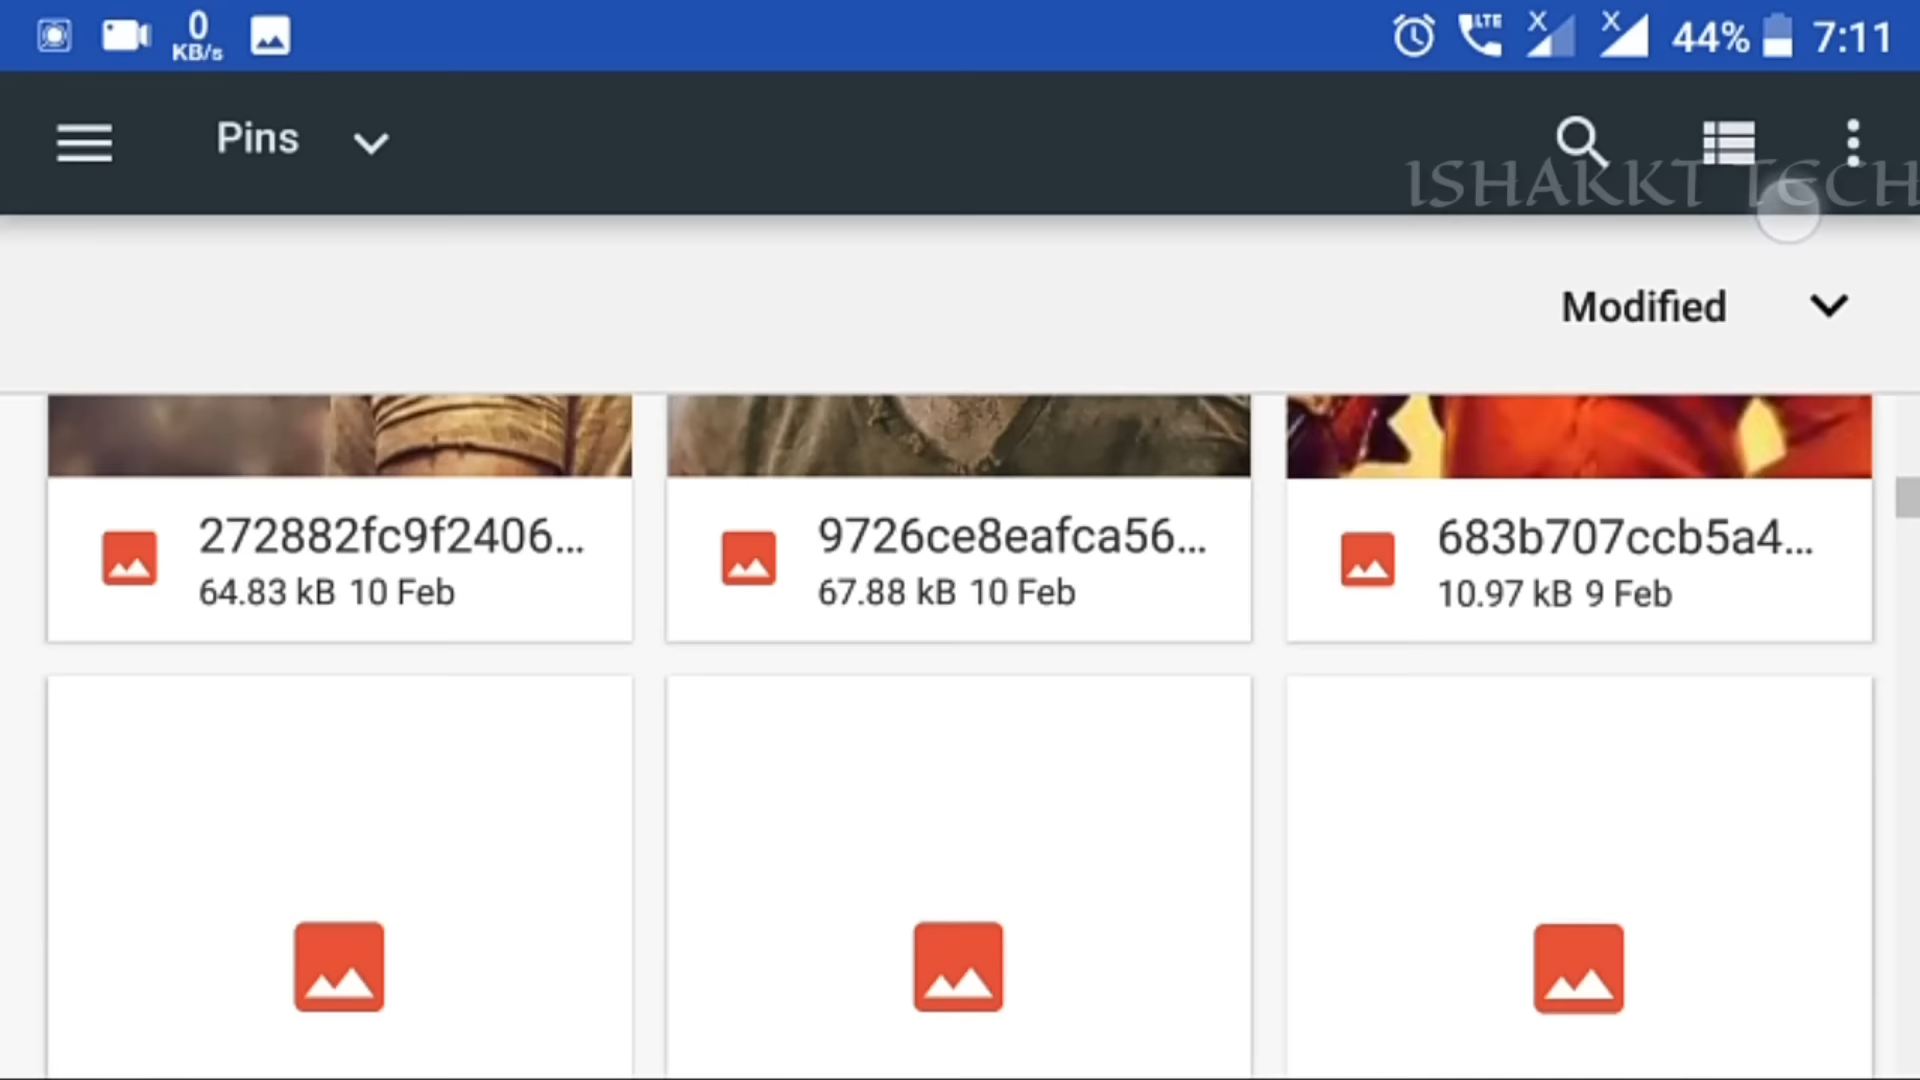 0
KB/s
LTE
X
X
44%
7:11
Pins
ISHAKKT TECH
Modified
272882fc9f2406...
64.83 kB 10 Feb
9726ce8eafca56...
67.88 kB 10 Feb
683b707ccb5a4...
10.97 kB 9 Feb